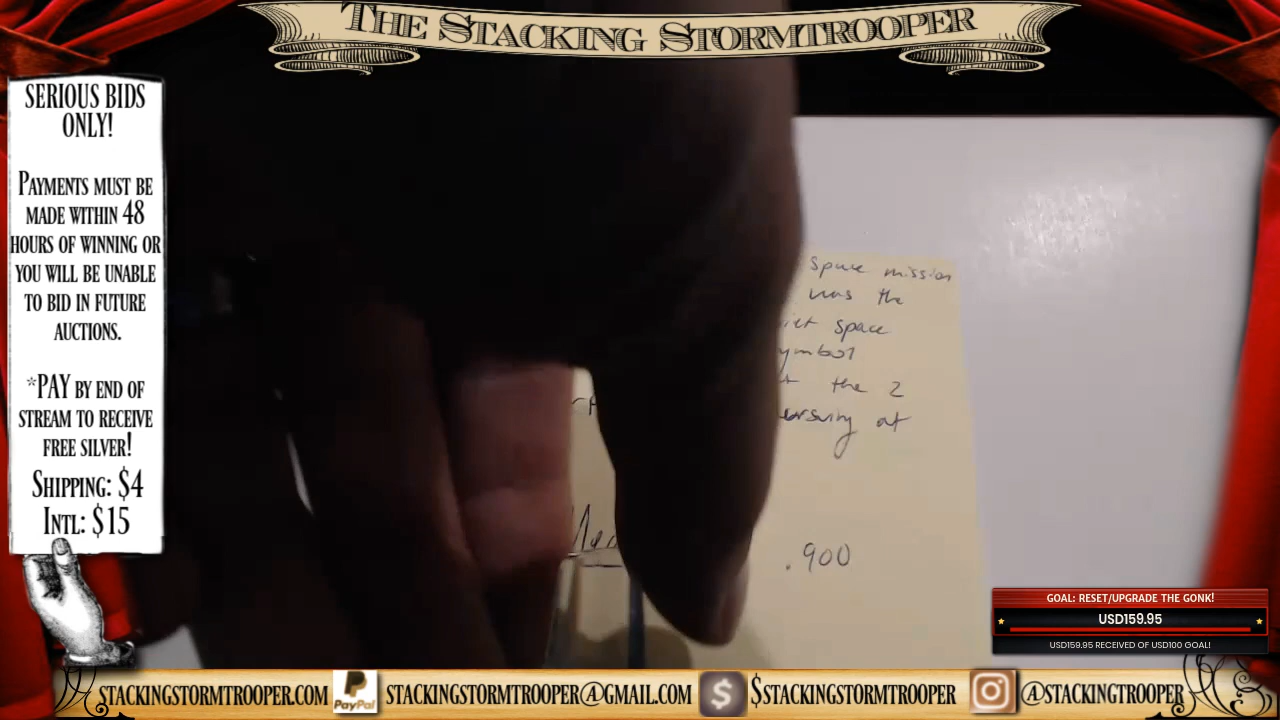 THE STACKING STORMTROOPER
SERIOUS BIDS
ONLY!
PAYMENTS MUST BE
MADE WITHIN 48
HOURS OF WINNING OR
YOU WILL BE UNABLE
TO BID IN FUTURE
AUCTIONS.
*PAY BY END OF
STREAM TO RECEIVE
FREE SILVER!
SHIPPING: $4
INTL: $15
space mission
was the
space
the 2
at
.900
GOAL: RESET/UPGRADE THE GONK!
USD159.95
USD159.95 RECEIVED OF USD100 GOAL!
STACKINGSTORMTROOPER.COM
PayPal
STACKINGSTORMTROOPER@GMAIL.COM
$
$STACKINGSTORMTROOPER
@STACKINGTROOPER